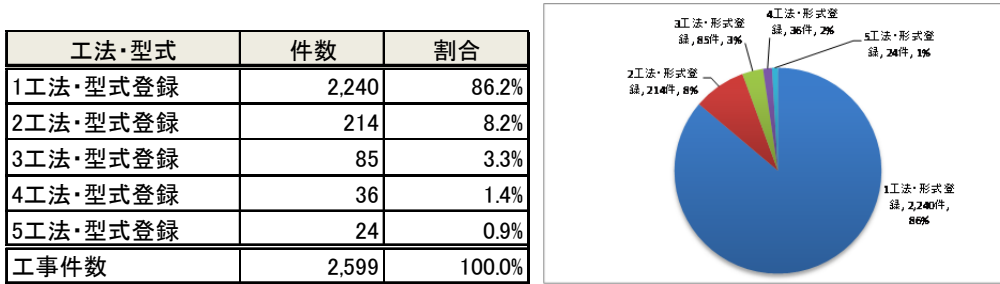 工法・型式 件数 割合
1工法・型式登録 2,240 86.2%
2工法・型式登録 214 8.2%
3工法・型式登録 85 3.3%
4工法・型式登録 36 1.4%
5工法・型式登録 24 0.9%
工事件数 2,599 100.0%
4工法・形式登
録, 36件, 2%
3工法・形式登
録, 85件, 3%
5工法・形式登
録, 24件, 1%
2工法・形式登
録, 214件, 8%
1工法・形式登
録, 2,240件,
86%